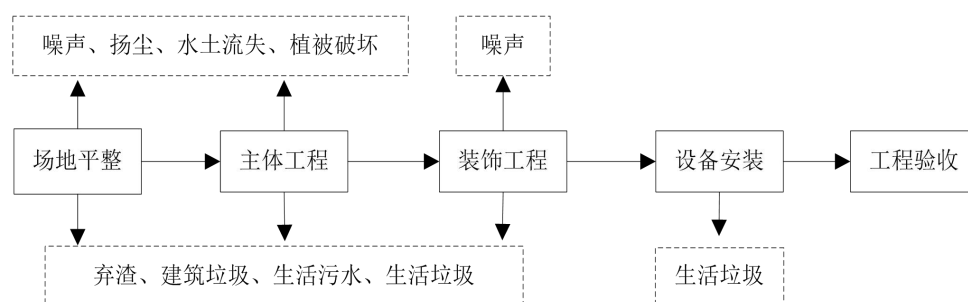 噪声、扬尘、水土流失、植被破坏
噪声
场地平整
主体工程
装饰工程
设备安装
工程验收
弃渣、建筑垃圾、生活污水、生活垃圾
生活垃圾